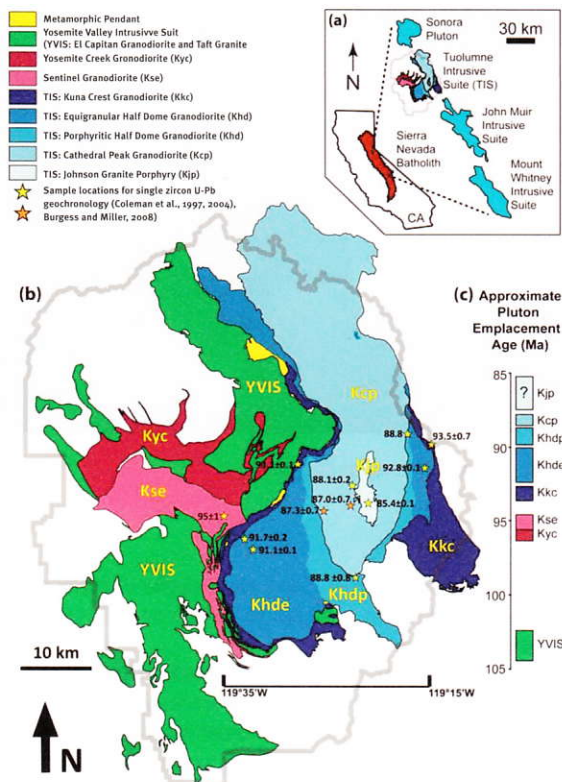 Metamorphic Pendant
Yosemite Valley Intrusivve Suit
(YVIS: El Capitan Granodiorite and Taft Granite
Yosemite Creek Granodiorite (Kyc)
Sentinel Granodiorite (Kse)
TIS: Kuna Crest Granodiorite (Kkc)
TIS: Equigranular Half Dome Granodiorite (Khd)
TIS: Porphyritic Half Dome Granodiorite (Khd)
TIS: Cathedral Peak Granodiorite (Kcp)
TIS: Johnson Granite Porphyry (Kjp)
Sample locations for single zircon U-Pb
geochronology (Coleman et al., 1997, 2004),
Burgess and Miller, 2008)
(a)
Sonora
Pluton
30 km
N
Tuolumne
Intrusive
Suite (TIS)
John Muir
Intrusive
Suite
Sierra
Nevada
Batholith
Mount
Whitney
Intrusive
Suite
CA
(b)
YVIS
Kcp
Kyc
Kse
Kjp
93.1±0.1
88.8
93.5±0.7
92.8±0.1
88.1±0.2
87.0±0.7
87.3±0.7
85.4±0.1
95±1
91.7±0.2
91.1±0.1
88.8 ±0.8
Kkc
YVIS
Khde
Khdp
10 km
119°35'W
119°15'W
N
(c) Approximate
Pluton
Emplacement
Age (Ma)
85
?
Kjp
Kcp
90
Khdp
Khde
Kkc
95
Kse
Kyc
100
YVIS
105